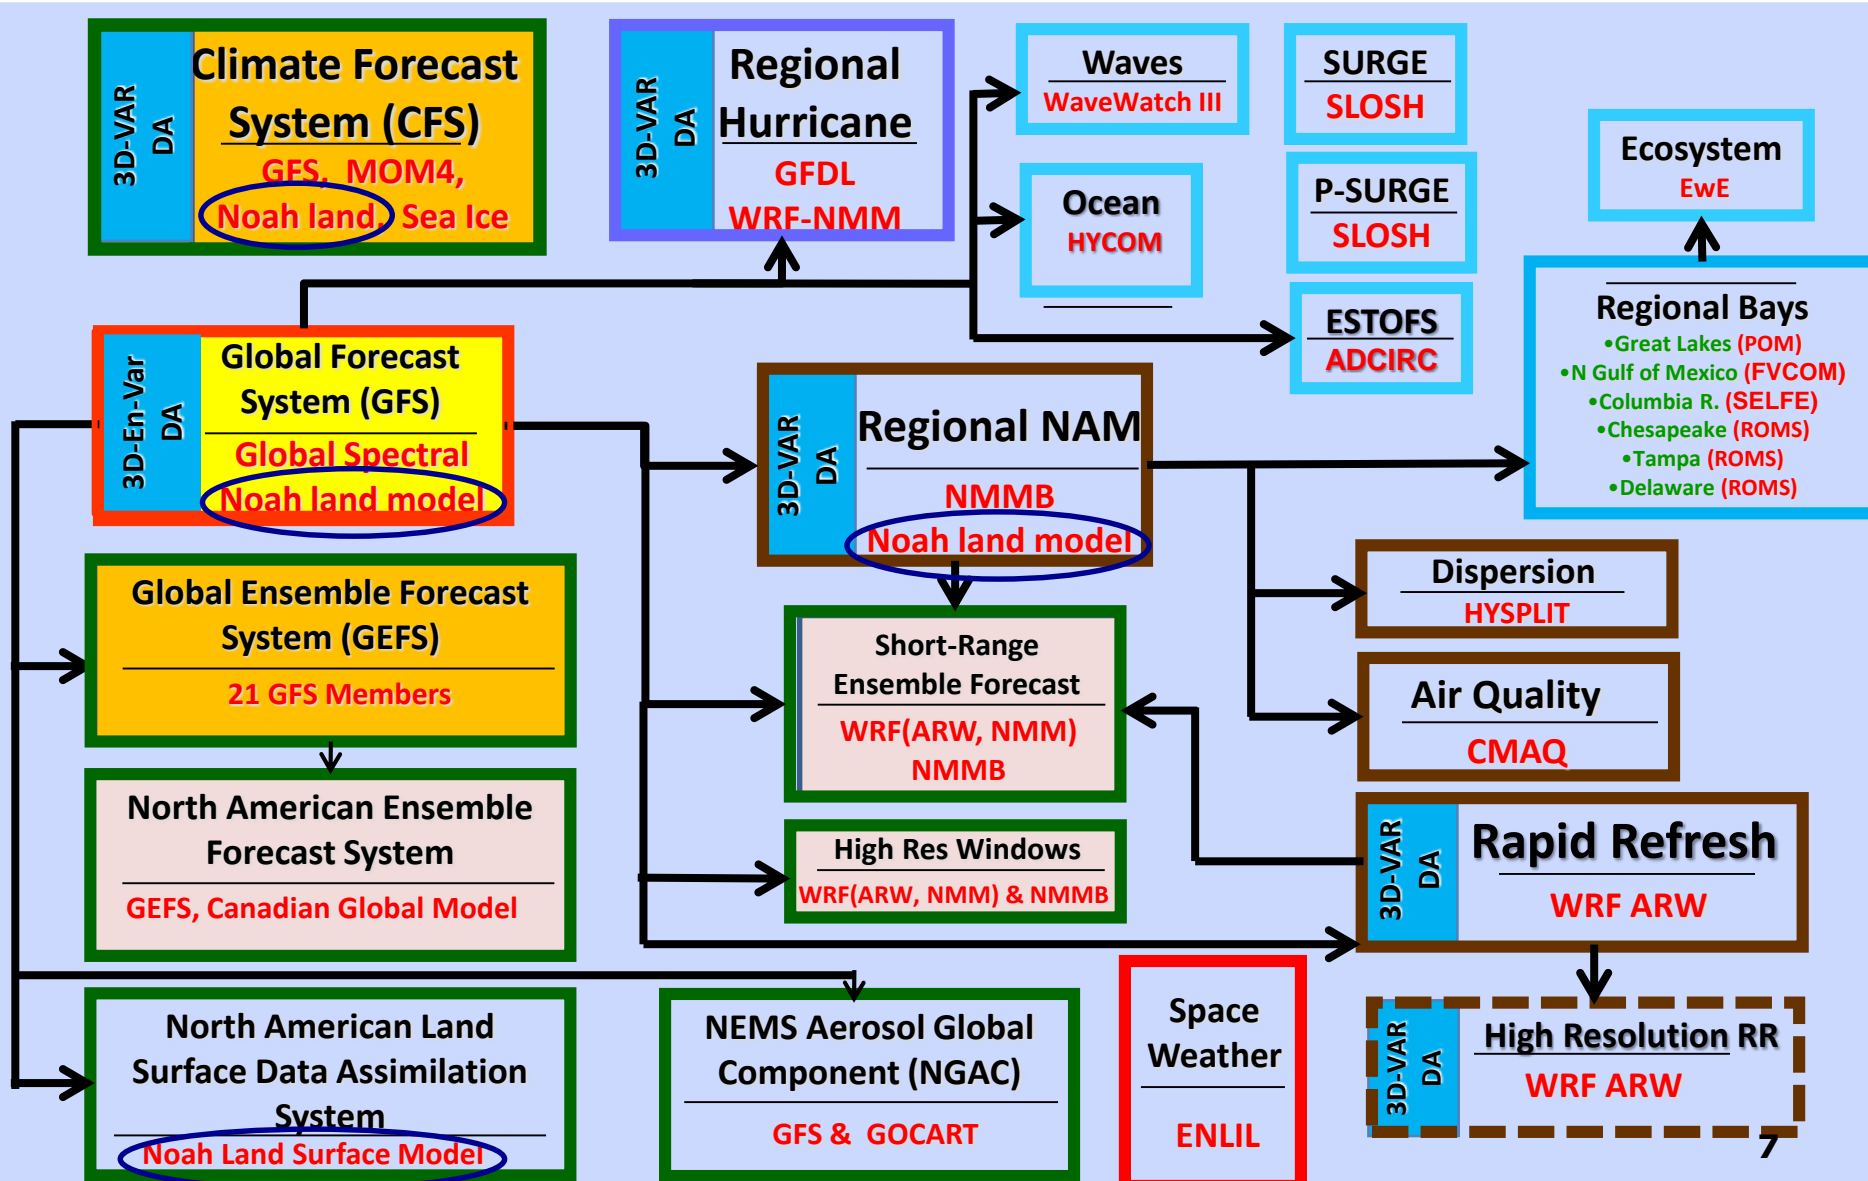 3D-VAR
DA
Climate Forecast
System (CFS)
GFS, MOM4,
Noah land, Sea Ice
3D-VAR
DA
Regional
Hurricane
GFDL
WRF-NMM
Waves
WaveWatch III
SURGE
SLOSH
Ocean
HYCOM
P-SURGE
SLOSH
ESTOFS
ADCIRC
Ecosystem
EwE
Regional Bays
•Great Lakes (POM)
•N Gulf of Mexico (FVCOM)
•Columbia R. (SELFE)
•Chesapeake (ROMS)
•Tampa (ROMS)
•Delaware (ROMS)
3D-En-Var
DA
Global Forecast
System (GFS)
Global Spectral
Noah land model
3D-VAR
DA
Regional NAM
NMMB
Noah land model
Global Ensemble Forecast
System (GEFS)
21 GFS Members
Short-Range
Ensemble Forecast
WRF(ARW, NMM)
NMMB
Dispersion
HYSPLIT
Air Quality
CMAQ
North American Ensemble
Forecast System
GEFS, Canadian Global Model
High Res Windows
WRF(ARW, NMM) & NMMB
3D-VAR
DA
Rapid Refresh
WRF ARW
North American Land
Surface Data Assimilation
System
Noah Land Surface Model
NEMS Aerosol Global
Component (NGAC)
GFS & GOCART
Space
Weather
ENLIL
3D-VAR
DA
High Resolution RR
WRF ARW
7